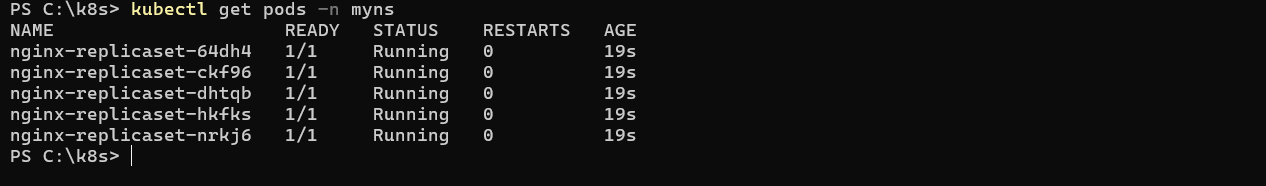 PS C:\k8s> kubectl get pods -n myns
NAME                     READY   STATUS    RESTARTS   AGE
nginx-replicaset-64dh4   1/1     Running   0          19s
nginx-replicaset-ckf96   1/1     Running   0          19s
nginx-replicaset-dhtqb   1/1     Running   0          19s
nginx-replicaset-hkfks   1/1     Running   0          19s
nginx-replicaset-nrkj6   1/1     Running   0          19s
PS C:\k8s>